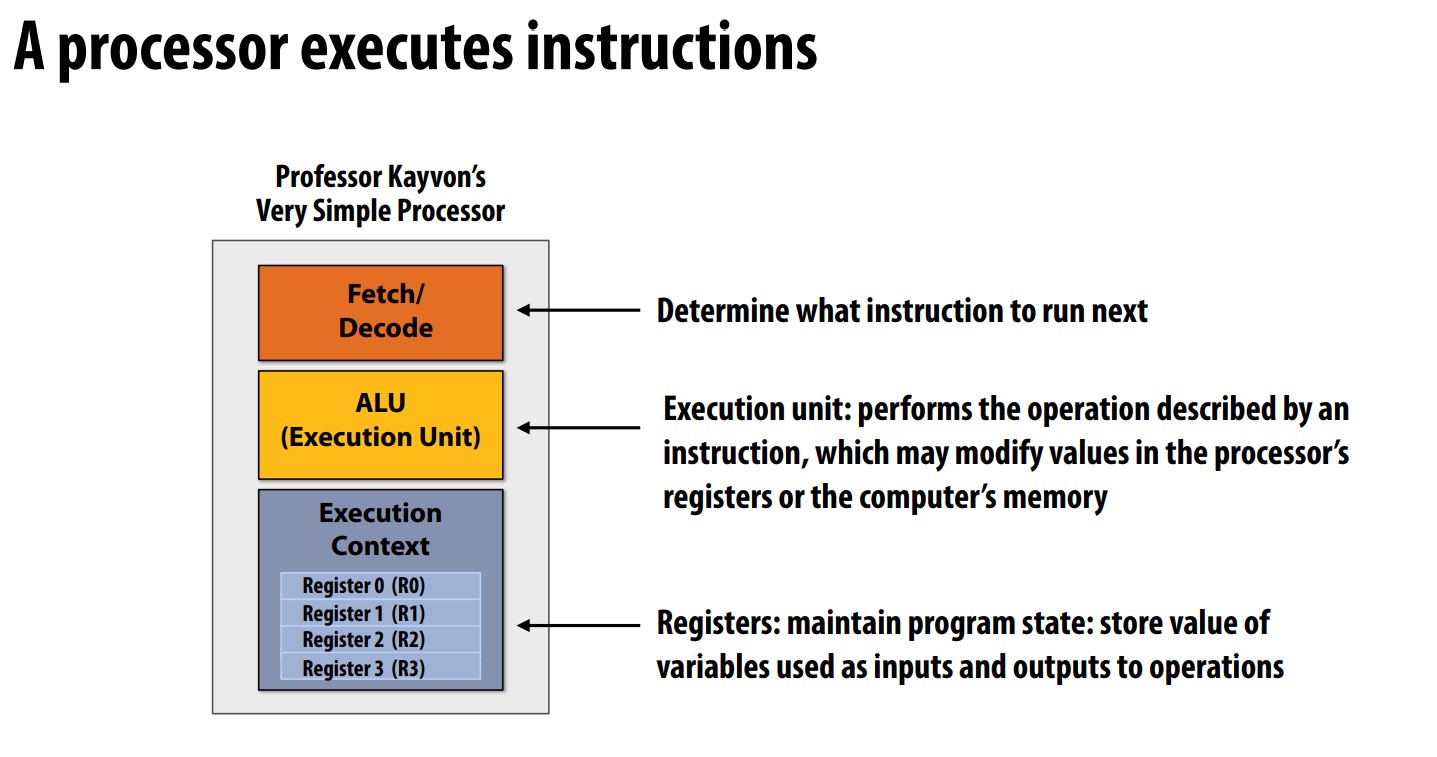 A processor executes instructions
Professor Kayvon's
Very Simple Processor
Fetch/
Decode
Determine what instruction to run next
ALU
(Execution Unit)
Execution unit: performs the operation described by an
instruction, which may modify values in the processor's
registers or the computer's memory
Execution
Context
Register 0 (R0)
Register 1 (R1)
Register 2 (R2)
Register 3 (R3)
Registers: maintain program state: store value of
variables used as inputs and outputs to operations